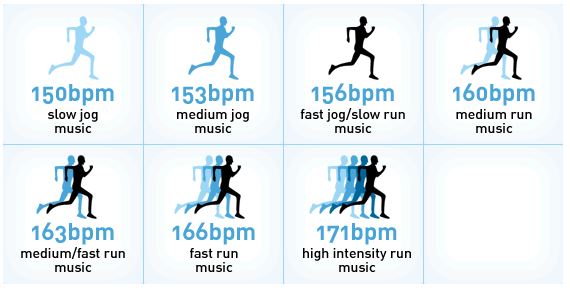 150bpm
slow jog
music
153bpm
medium jog
music
156bpm
fast jog/slow run
music
160bpm
medium run
music
163bpm
medium/fast run
music
166bpm
fast run
music
171bpm
high intensity run
music